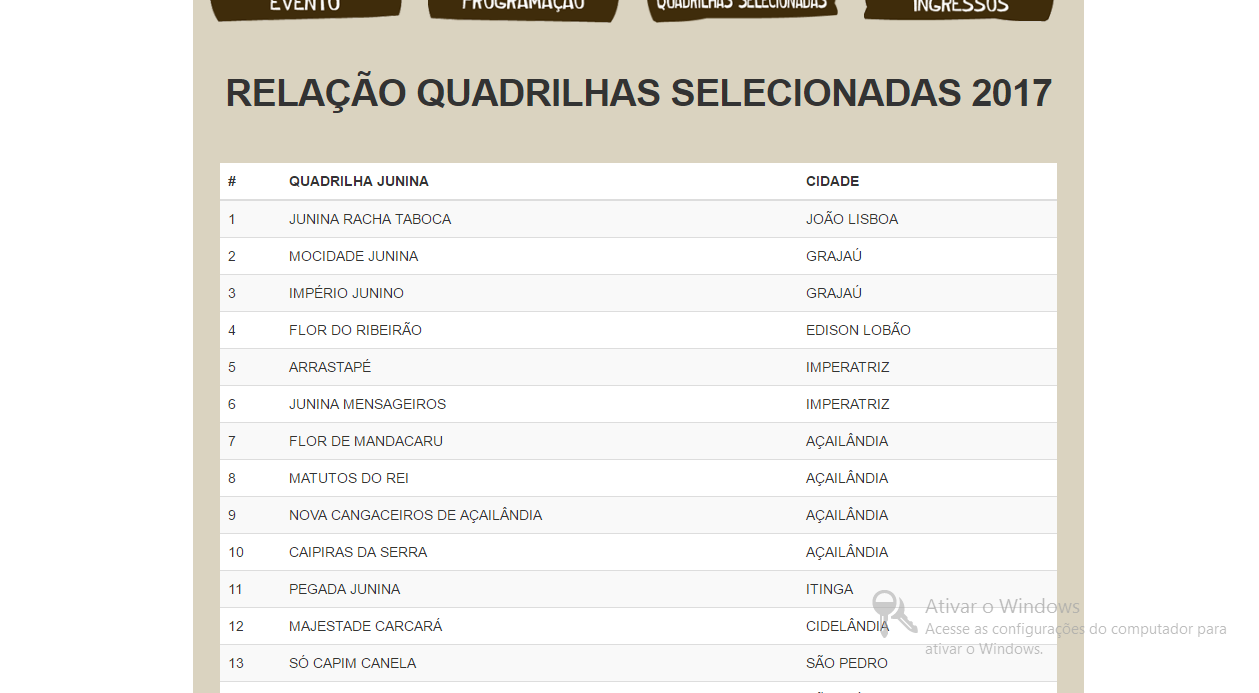 EVENTO PROGRAMAÇÃO QUADRILHAS SELECIONADAS INGRESSOS
RELAÇÃO QUADRILHAS SELECIONADAS 2017
# QUADRILHA JUNINA CIDADE
1 JUNINA RACHA TABOCA JOÃO LISBOA
2 MOCIDADE JUNINA GRAJAÚ
3 IMPÉRIO JUNINO GRAJAÚ
4 FLOR DO RIBEIRÃO EDISON LOBÃO
5 ARRASTAPÉ IMPERATRIZ
6 JUNINA MENSAGEIROS IMPERATRIZ
7 FLOR DE MANDACARU AÇAILÂNDIA
8 MATUTOS DO REI AÇAILÂNDIA
9 NOVA CANGACEIROS DE AÇAILÂNDIA AÇAILÂNDIA
10 CAIPIRAS DA SERRA AÇAILÂNDIA
11 PEGADA JUNINA ITINGA
12 MAJESTADE CARCARÁ CIDELÂNDIA
13 SÓ CAPIM CANELA SÃO PEDRO
Ativar o Windows
Acesse as configurações do computador para
ativar o Windows.